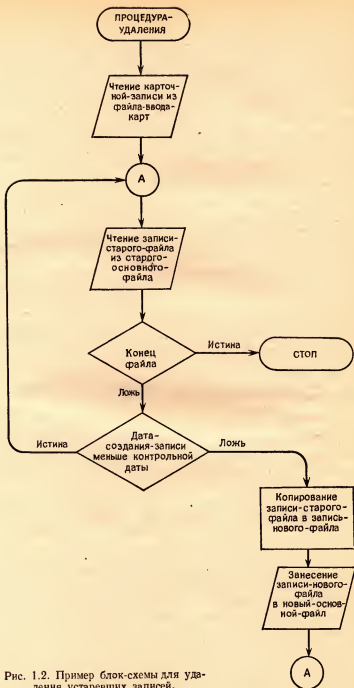 ПРОЦЕДУРА-
УДАЛЕНИЯ
Чтение карточ-
ной-записи из
файла-ввода-
карт
А
Чтение записи-
старого-файла
из старого-
основного-
файла
Конец
файла
Истина
СТОП
Ложь
Дата-
создания-записи
меньше контрольной
даты
Истина
Ложь
Копирование
записи-старого-
файла в запись-
нового-файла
Занесение
записи-нового-
файла
в новый-основ-
ной-файл
А
Рис. 1.2. Пример блок-схемы для уда-
ления устаревших записей.